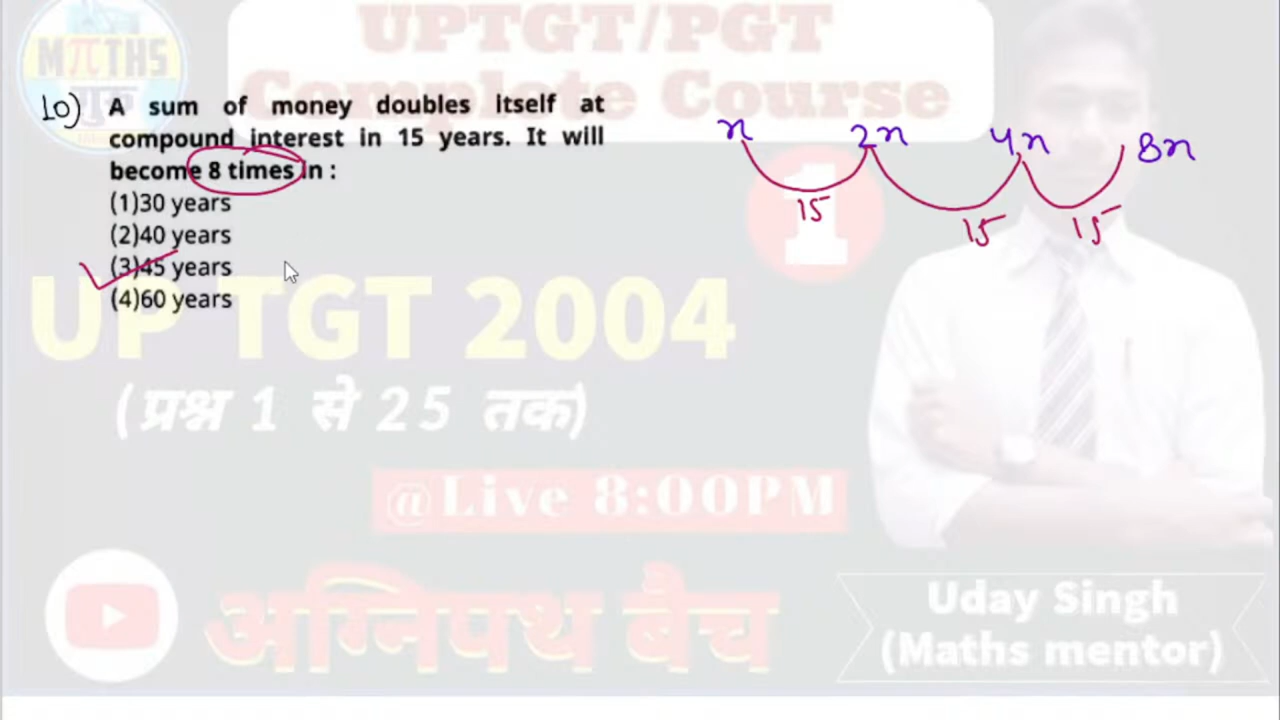 MπTHS
गुरु
UPTGT/PGT
Complete Course
10) A sum of money doubles itself at
compound interest in 15 years. It will
become 8 times in :
(1)30 years
(2)40 years
(3)45 years
(4)60 years
x 2x 4x 8x
15 15 15
1
UP TGT 2004
(प्रश्न 1 से 25 तक)
@Live 8:00PM
अग्निपथ बैच
Uday Singh
(Maths mentor)